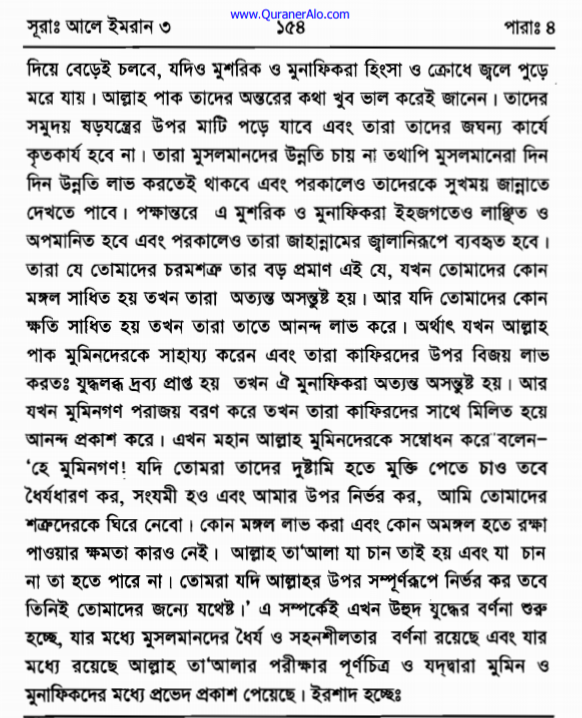 www.QuranerAlo.com
সূরাঃ আলে ইমরান ৩ ১৫৪ পারাঃ ৪
দিয়ে বেড়েই চলবে, যদিও মুশরিক ও মুনাফিকরা হিংসা ও ক্রোধে জ্বলে পুড়ে
মরে যায়। আল্লাহ পাক তাদের অন্তরের কথা খুব ভাল করেই জানেন। তাদের
সমুদয় ষড়যন্ত্রের উপর মাটি পড়ে যাবে এবং তারা তাদের জঘন্য কার্যে
কৃতকার্য হবে না। তারা মুসলমানদের উন্নতি চায় না তথাপি মুসলমানেরা দিন
দিন উন্নতি লাভ করতেই থাকবে এবং পরকালেও তাদেরকে সুখময় জান্নাতে
দেখতে পাবে। পক্ষান্তরে এ মুশরিক ও মুনাফিকরা ইহজগতেও লাঞ্ছিত ও
অপমানিত হবে এবং পরকালেও তারা জাহান্নামের জ্বালানিরূপে ব্যবহৃত হবে।
তারা যে তোমাদের চরমশত্রু তার বড় প্রমাণ এই যে, যখন তোমাদের কোন
মঙ্গল সাধিত হয় তখন তারা অত্যন্ত অসন্তুষ্ট হয়। আর যদি তোমাদের কোন
ক্ষতি সাধিত হয় তখন তারা তাতে আনন্দ লাভ করে। অর্থাৎ যখন আল্লাহ
পাক মুমিনদেরকে সাহায্য করেন এবং তারা কাফিরদের উপর বিজয় লাভ
করতঃ যুদ্ধলব্ধ দ্রব্য প্রাপ্ত হয় তখন ঐ মুনাফিকরা অত্যন্ত অসন্তুষ্ট হয়। আর
যখন মুমিনগণ পরাজয় বরণ করে তখন তারা কাফিরদের সাথে মিলিত হয়ে
আনন্দ প্রকাশ করে। এখন মহান আল্লাহ মুমিনদেরকে সম্বোধন করে বলেন–
‘হে মুমিনগণ! যদি তোমরা তাদের দুষ্টামি হতে মুক্তি পেতে চাও তবে
ধৈর্যধারণ কর, সংযমী হও এবং আমার উপর নির্ভর কর, আমি তোমাদের
শত্রুদেরকে ঘিরে নেবো। কোন মঙ্গল লাভ করা এবং কোন অমঙ্গল হতে রক্ষা
পাওয়ার ক্ষমতা কারও নেই। আল্লাহ তা‘আলা যা চান তাই হয় এবং যা চান
না তা হতে পারে না। তোমরা যদি আল্লাহর উপর সম্পূর্ণরূপে নির্ভর কর তবে
তিনিই তোমাদের জন্যে যথেষ্ট।’ এ সম্পর্কেই এখন উহুদ যুদ্ধের বর্ণনা শুরু
হচ্ছে, যার মধ্যে মুসলমানদের ধৈর্য ও সহনশীলতার বর্ণনা রয়েছে এবং যার
মধ্যে রয়েছে আল্লাহ তা‘আলার পরীক্ষার পূর্ণচিত্র ও যদ্দ্বারা মুমিন ও
মুনাফিকদের মধ্যে প্রভেদ প্রকাশ পেয়েছে। ইরশাদ হচ্ছেঃ